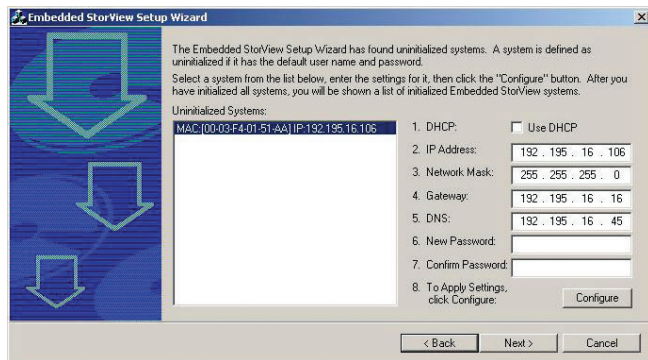 Embedded StorView Setup Wizard
The Embedded StorView Setup Wizard has found uninitialized systems. A system is defined as
uninitialized if it has the default user name and password.
Select a system from the list below, enter the settings for it, then click the "Configure" button. After you
have initialized all systems, you will be shown a list of initialized Embedded StorView systems.
Uninitialized Systems:
MAC:[00-03-F4-01-51-AA] IP:192.195.16.106
1. DHCP: Use DHCP
2. IP Address: 192 . 195 . 16 . 106
3. Network Mask: 255 . 255 . 255 . 0
4. Gateway: 192 . 195 . 16 . 16
5. DNS: 192 . 195 . 16 . 45
6. New Password:
7. Confirm Password:
8. To Apply Settings,
click Configure: Configure
< Back Next > Cancel